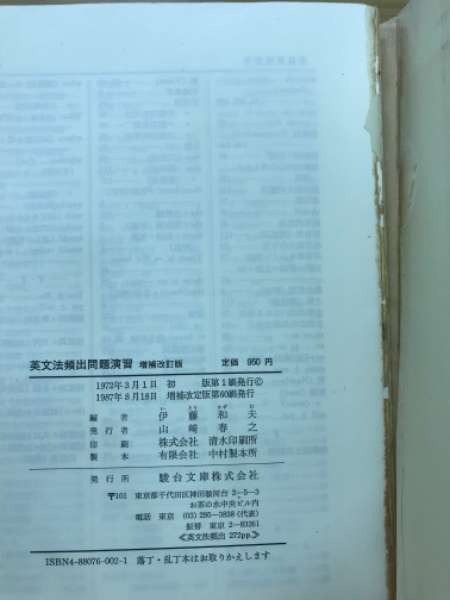 英文法頻出問題演習 増補改訂版 定価 950 円
1972年3月1日 初 版第1刷発行©
1987年8月18日 増補改定版第60刷発行
い とう かず お
編 者 伊 藤 和 夫
発行者 山 崎 春 之
印 刷 株式会社 清水印刷所
製 本 有限会社 中村製本所
発行所 駿台文庫株式会社
〒101 東京都千代田区神田駿河台 2-5-3
お茶の水中央ビル内
電話 東京 (03) 295-3838 (代表)
振替 東京 2-83261
《英文法頻出 272pp.》
ISBN4-88076-002-1 落丁・乱丁本はお取りかえします